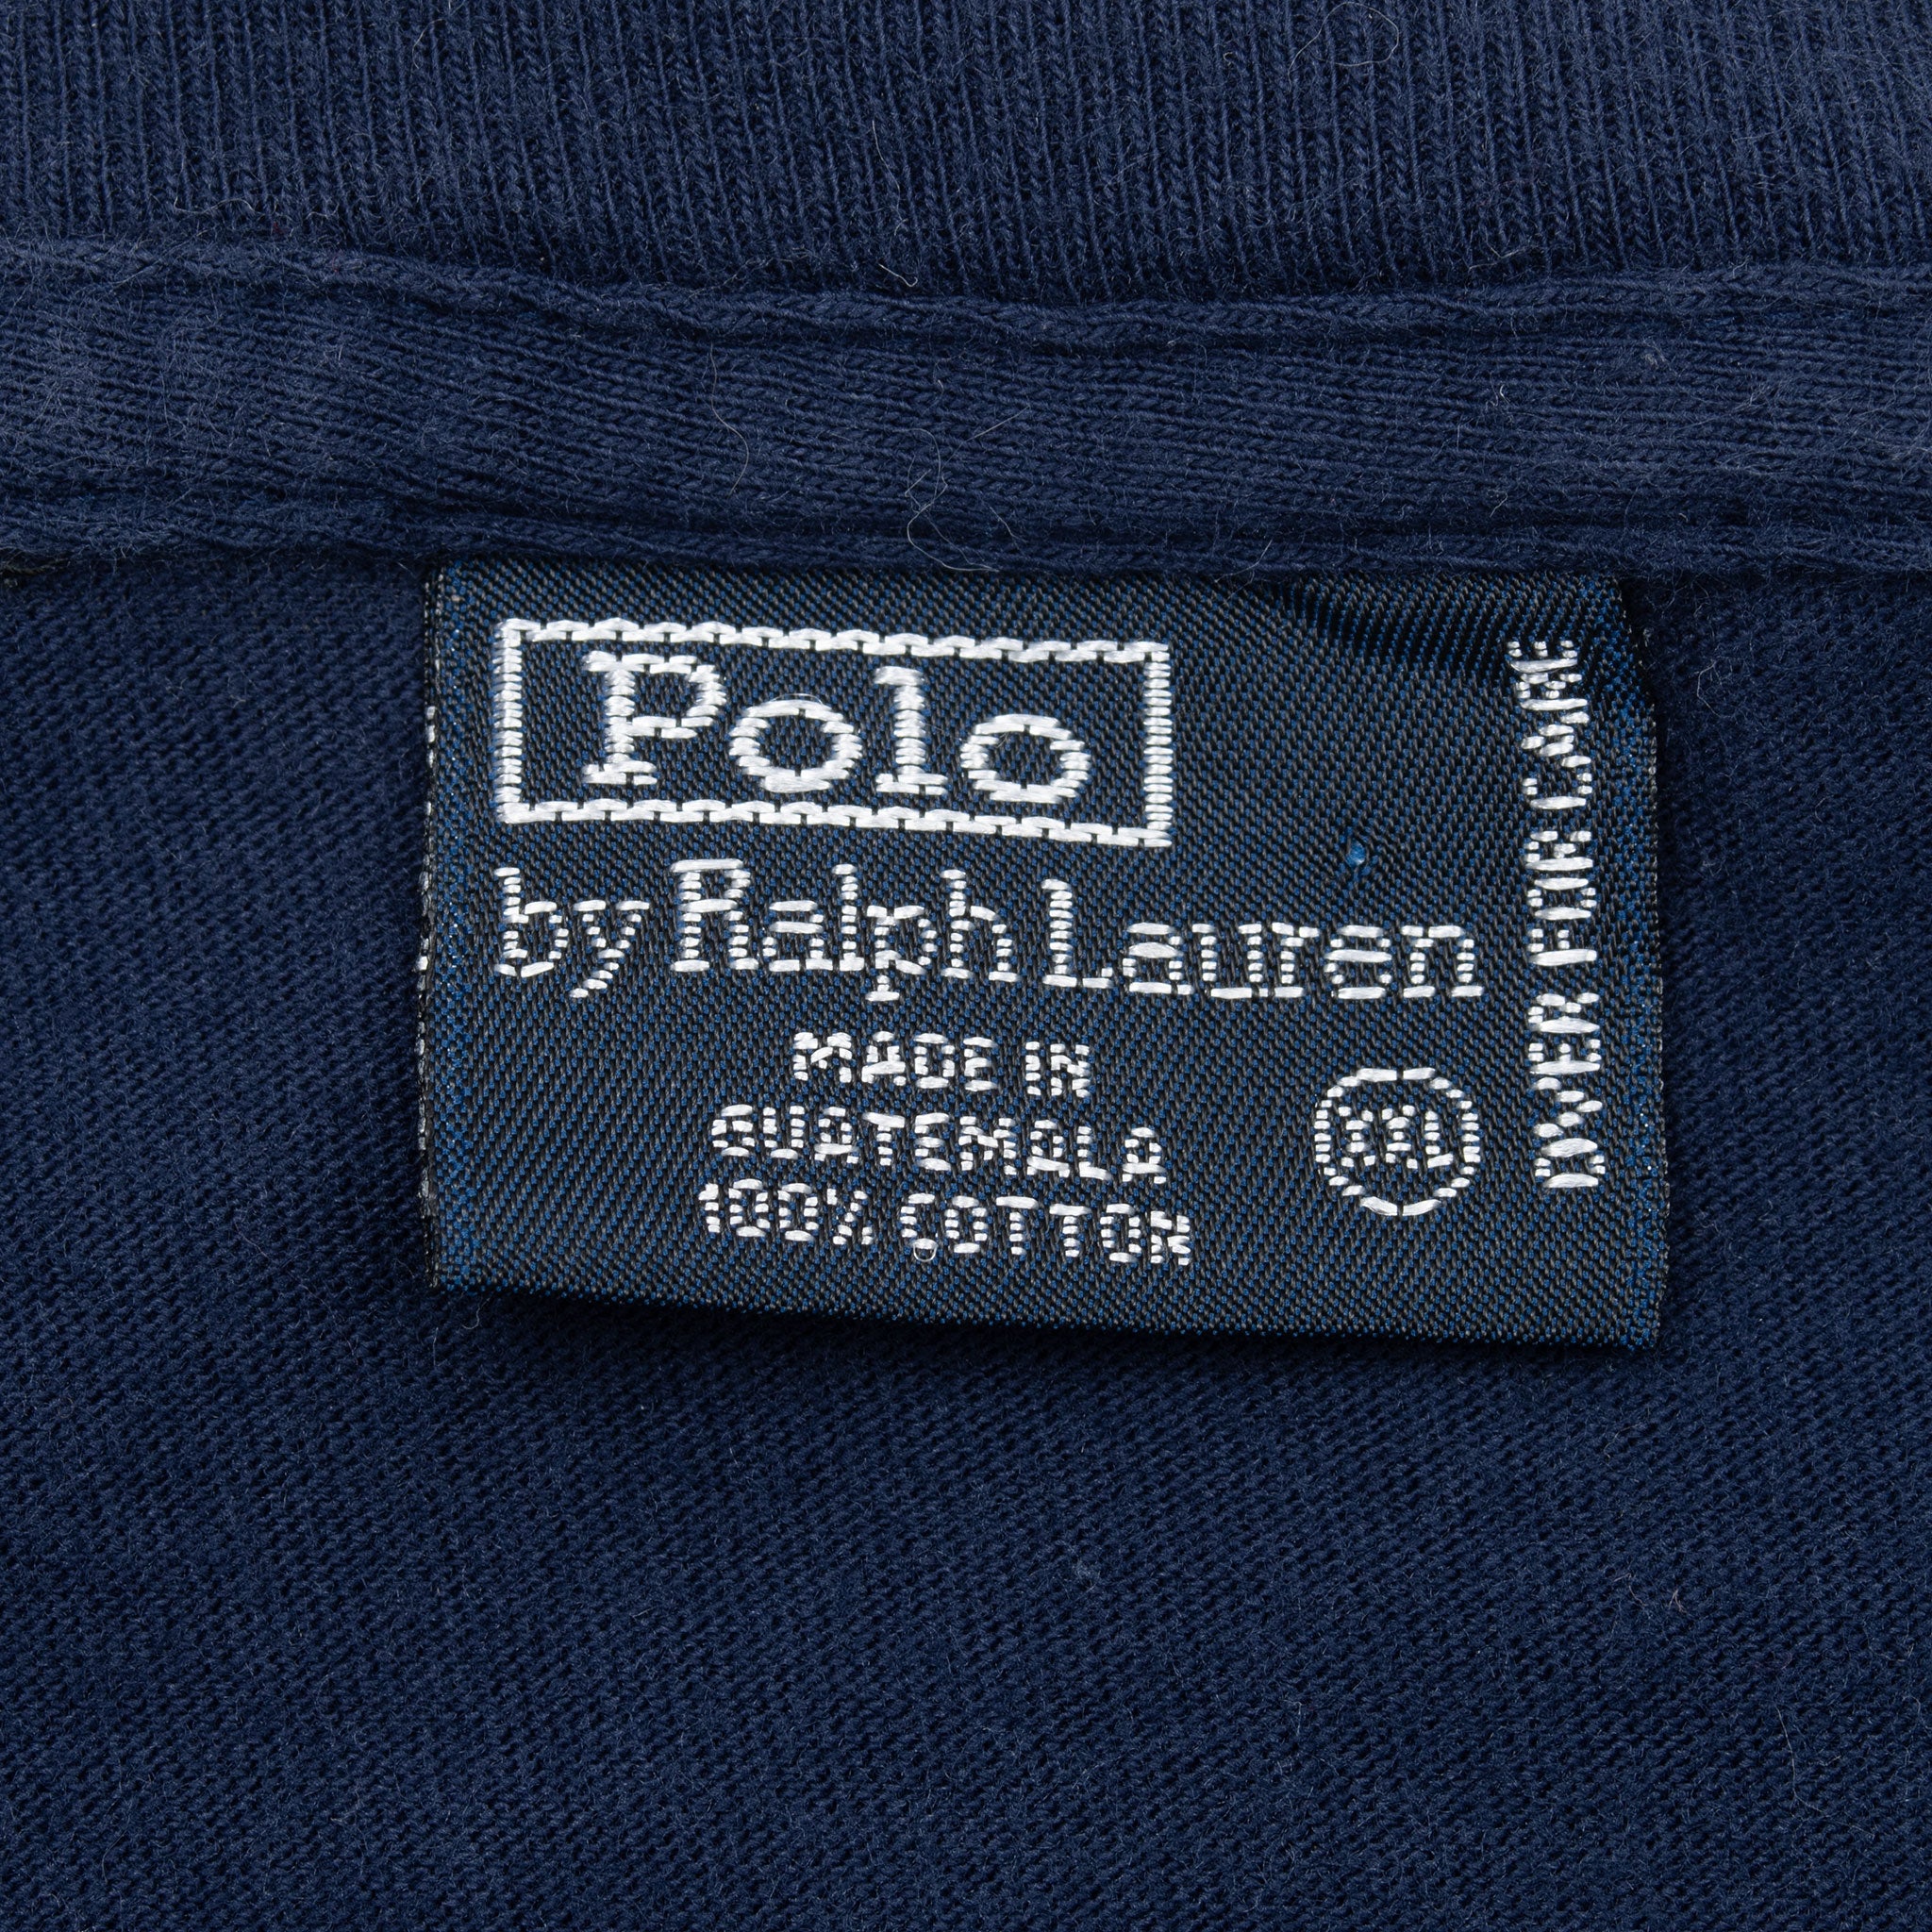 Polo
by Ralph Lauren
MADE IN
GUATEMALA
100% COTTON
XXL
OVER FOR CARE